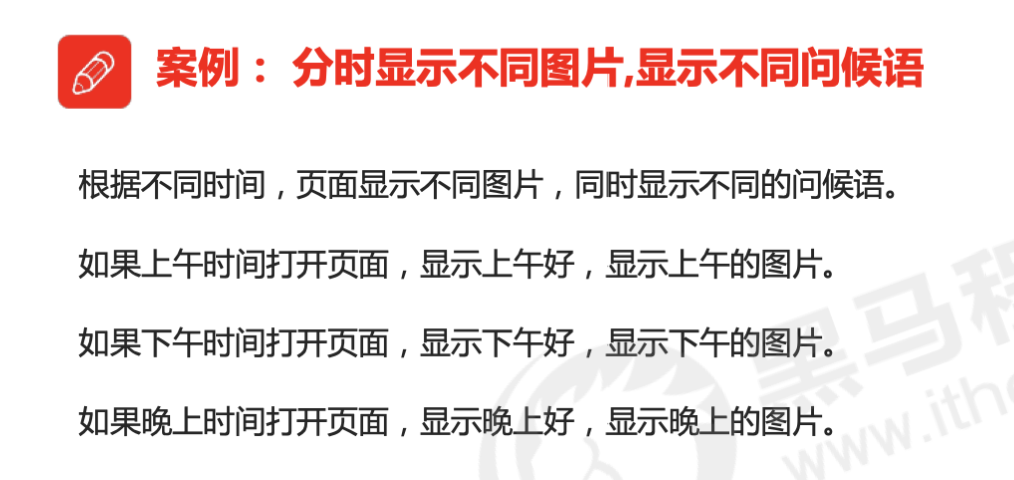 案例： 分时显示不同图片,显示不同问候语
根据不同时间，页面显示不同图片，同时显示不同的问候语。
如果上午时间打开页面，显示上午好，显示上午的图片。
如果下午时间打开页面，显示下午好，显示下午的图片。
如果晚上时间打开页面，显示晚上好，显示晚上的图片。
黑马程
www.ithe